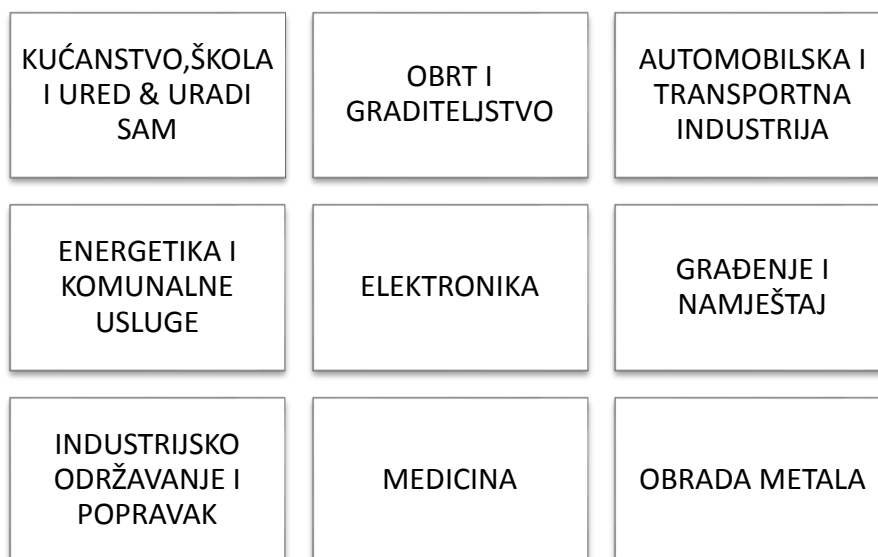 KUĆANSTVO,ŠKOLA
I URED & URADI
SAM
OBRT I
GRADITELJSTVO
AUTOMOBILSKA I
TRANSPORTNA
INDUSTRIJA
ENERGETIKA I
KOMUNALNE
USLUGE
ELEKTRONIKA
GRAĐENJE I
NAMJEŠTAJ
INDUSTRIJSKO
ODRŽAVANJE I
POPRAVAK
MEDICINA
OBRADA METALA